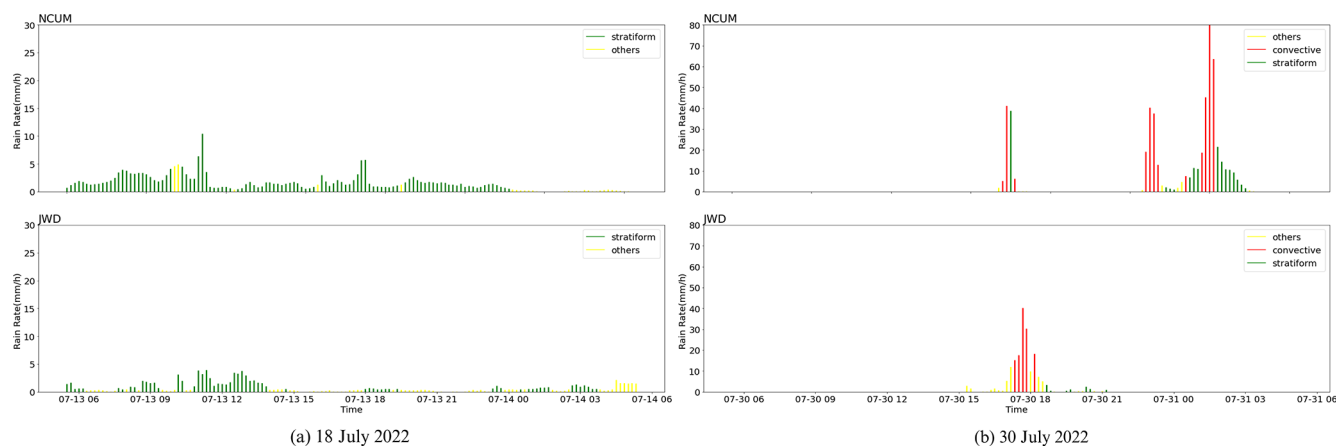 NCUM
30
25
20
15
10
5
0
Rain Rate(mm/h)
stratiform
others
JWD
30
25
20
15
10
5
0
Rain Rate(mm/h)
stratiform
others
07-13 06
07-13 09
07-13 12
07-13 15
07-13 18
07-13 21
07-14 00
07-14 03
07-14 06
Time
(a) 18 July 2022
NCUM
80
70
60
50
40
30
20
10
0
Rain Rate(mm/h)
others
convective
stratiform
JWD
80
70
60
50
40
30
20
10
0
Rain Rate(mm/h)
others
convective
stratiform
07-30 06
07-30 09
07-30 12
07-30 15
07-30 18
07-30 21
07-31 00
07-31 03
07-31 06
Time
(b) 30 July 2022